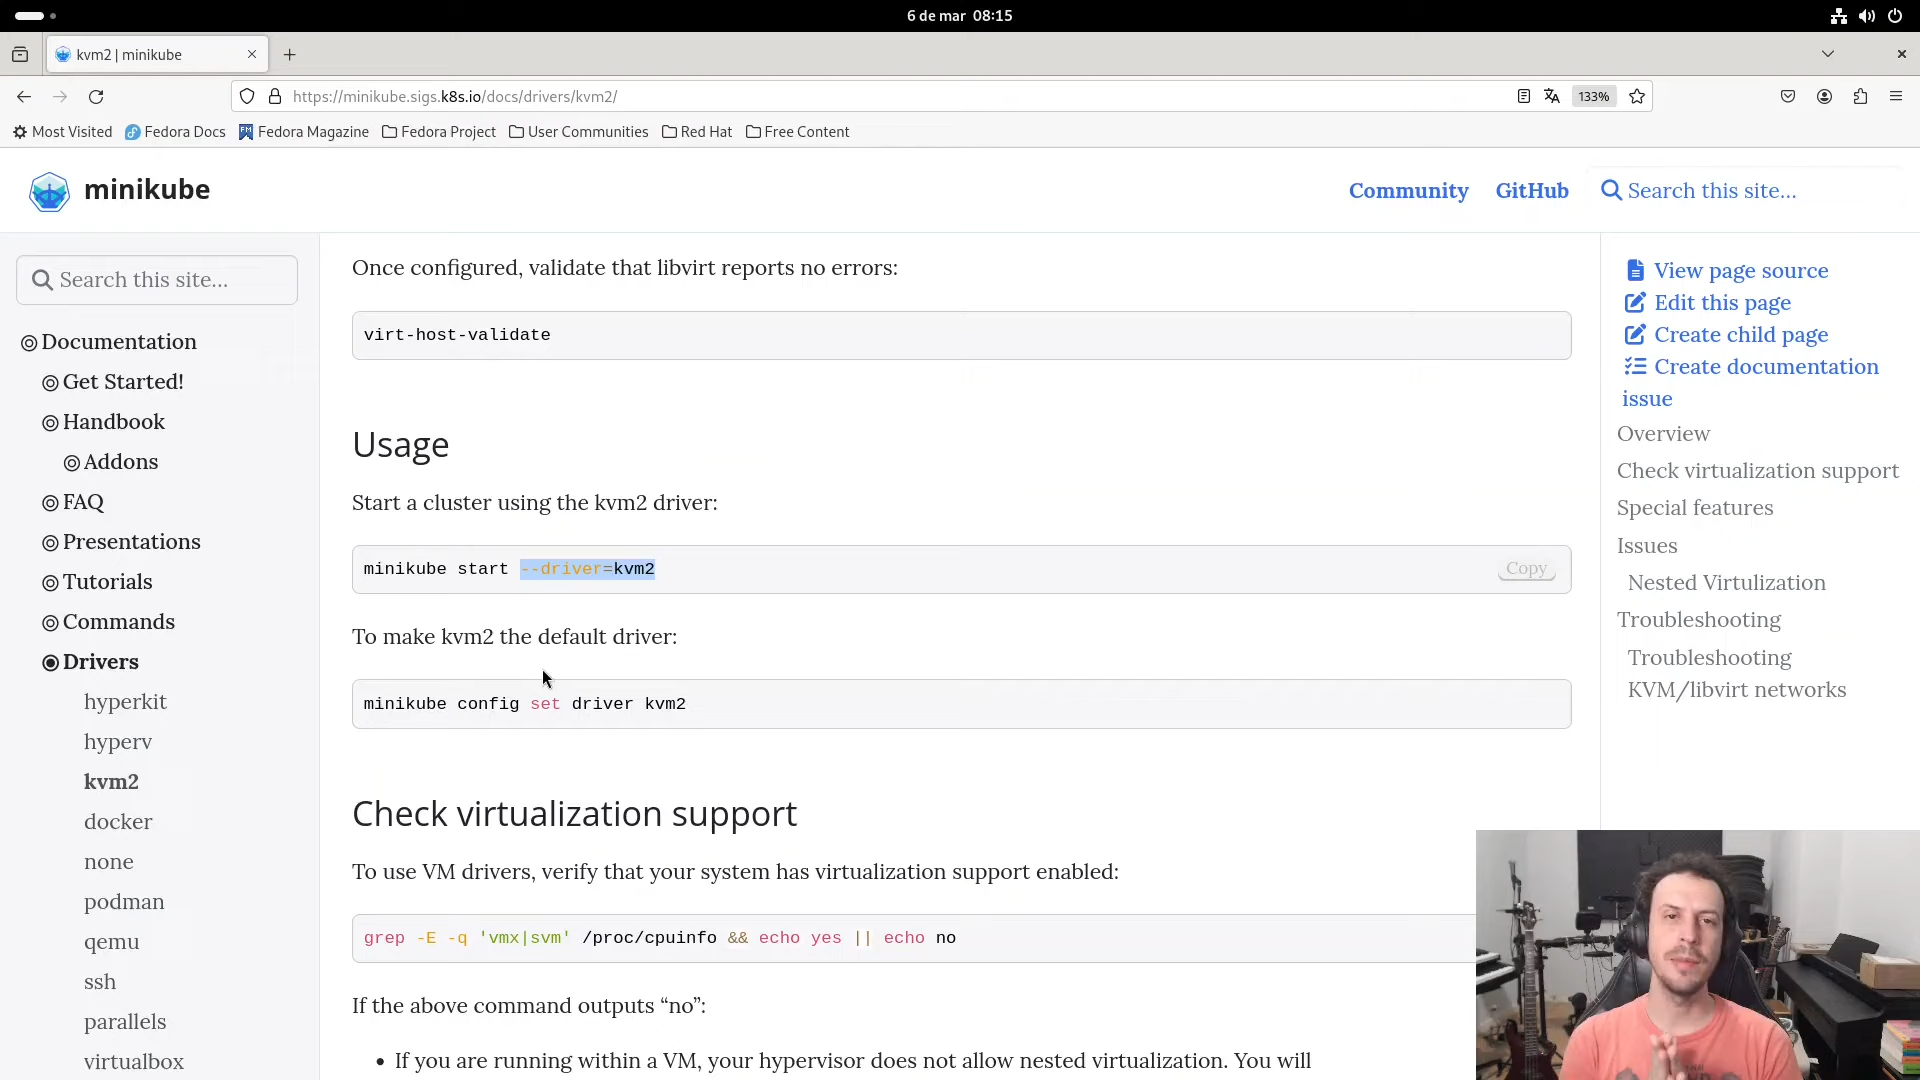 6 de mar 08:15
kvm2 | minikube
https://minikube.sigs.k8s.io/docs/drivers/kvm2/
133%
Most Visited Fedora Docs Fedora Magazine Fedora Project User Communities Red Hat Free Content
minikube
Community GitHub Search this site...
Search this site...
Documentation
Get Started!
Handbook
Addons
FAQ
Presentations
Tutorials
Commands
Drivers
hyperkit
hyperv
kvm2
docker
none
podman
qemu
ssh
parallels
virtualbox
Once configured, validate that libvirt reports no errors:
virt-host-validate
Usage
Start a cluster using the kvm2 driver:
minikube start --driver=kvm2
Copy
To make kvm2 the default driver:
minikube config set driver kvm2
Check virtualization support
To use VM drivers, verify that your system has virtualization support enabled:
grep -E -q 'vmx|svm' /proc/cpuinfo && echo yes || echo no
If the above command outputs “no”:
• If you are running within a VM, your hypervisor does not allow nested virtualization. You will
View page source
Edit this page
Create child page
Create documentation
issue
Overview
Check virtualization support
Special features
Issues
Nested Virtulization
Troubleshooting
Troubleshooting
KVM/libvirt networks